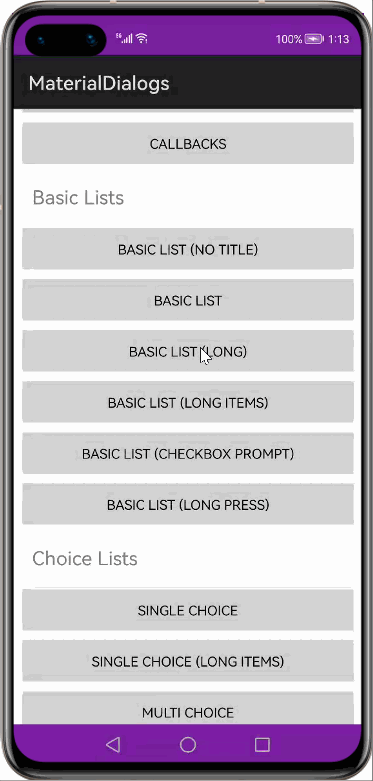 5G 100% 1:13
MaterialDialogs
CALLBACKS
Basic Lists
BASIC LIST (NO TITLE)
BASIC LIST
BASIC LIST (LONG)
BASIC LIST (LONG ITEMS)
BASIC LIST (CHECKBOX PROMPT)
BASIC LIST (LONG PRESS)
Choice Lists
SINGLE CHOICE
SINGLE CHOICE (LONG ITEMS)
MULTI CHOICE